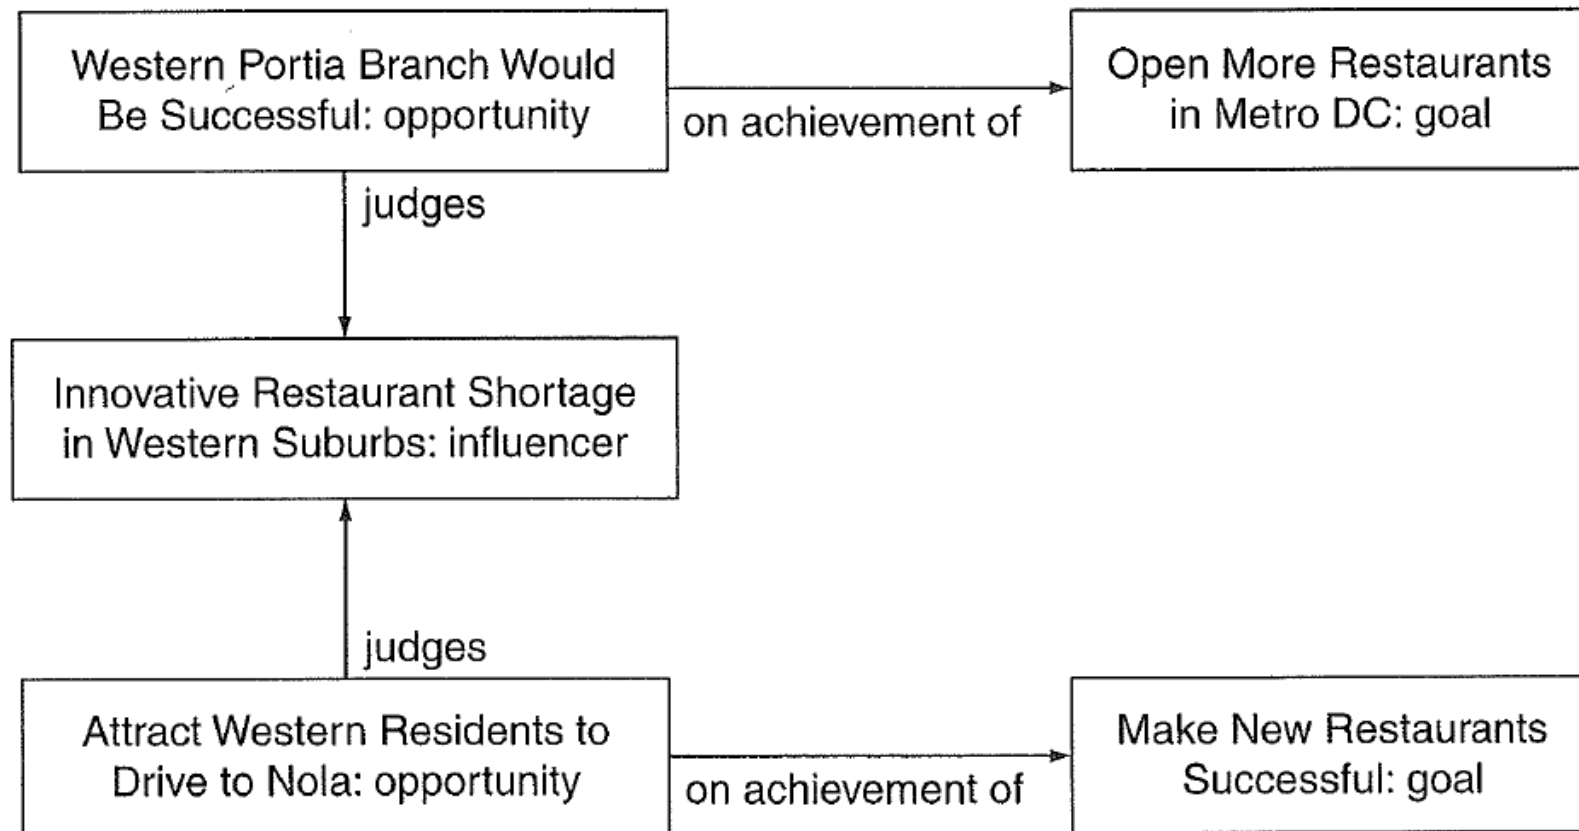 Western Portia Branch Would
Be Successful: opportunity
on achievement of
Open More Restaurants
in Metro DC: goal
judges
Innovative Restaurant Shortage
in Western Suburbs: influencer
judges
Attract Western Residents to
Drive to Nola: opportunity
on achievement of
Make New Restaurants
Successful: goal